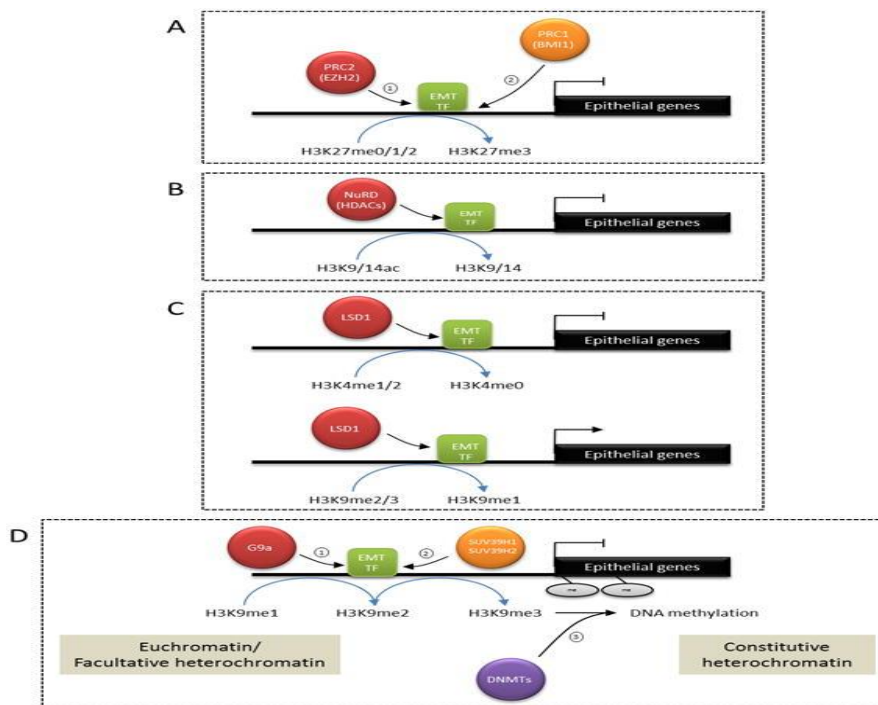 A
PRC2
(EZH2)
①
EMT
TF
②
PRC1
(BMI1)
Epithelial genes
H3K27me0/1/2
H3K27me3
B
NuRD
(HDACs)
EMT
TF
Epithelial genes
H3K9/14ac
H3K9/14
C
LSD1
EMT
TF
Epithelial genes
H3K4me1/2
H3K4me0
LSD1
EMT
TF
Epithelial genes
H3K9me2/3
H3K9me1
D
G9a
①
EMT
TF
②
SUV39H1
SUV39H2
Epithelial genes
H3K9me1
H3K9me2
H3K9me3
DNA methylation
③
Euchromatin/
Facultative heterochromatin
Constitutive
heterochromatin
DNMTs